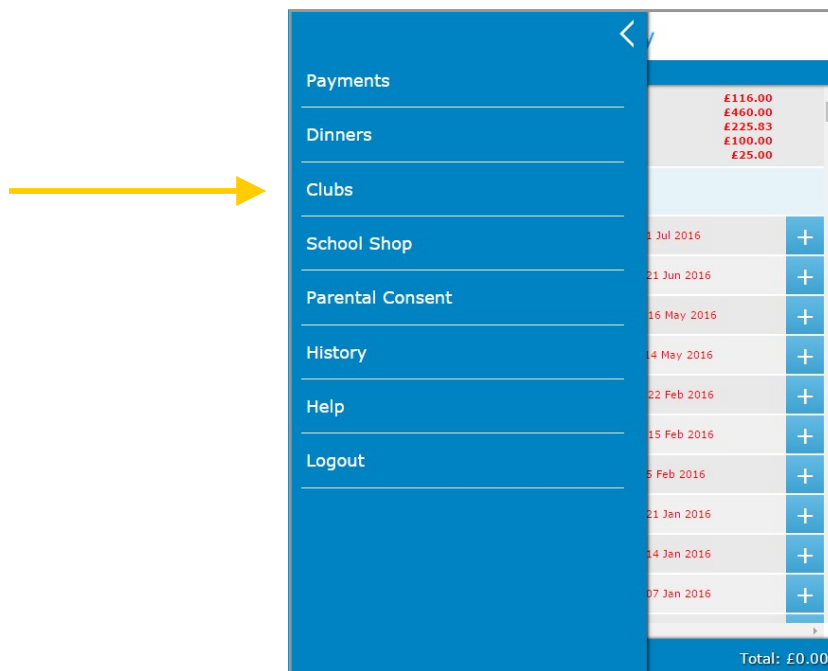 Payments
Dinners
Clubs
School Shop
Parental Consent
History
Help
Logout
£116.00
£460.00
£225.83
£100.00
£25.00
Jul 2016
21 Jun 2016
16 May 2016
14 May 2016
22 Feb 2016
15 Feb 2016
5 Feb 2016
21 Jan 2016
14 Jan 2016
07 Jan 2016
Total: £0.00